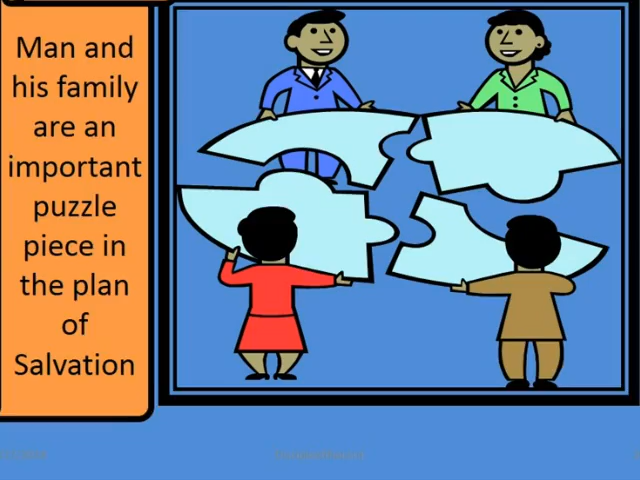 Man and
his family
are an
important
puzzle
piece in
the plan
of
Salvation